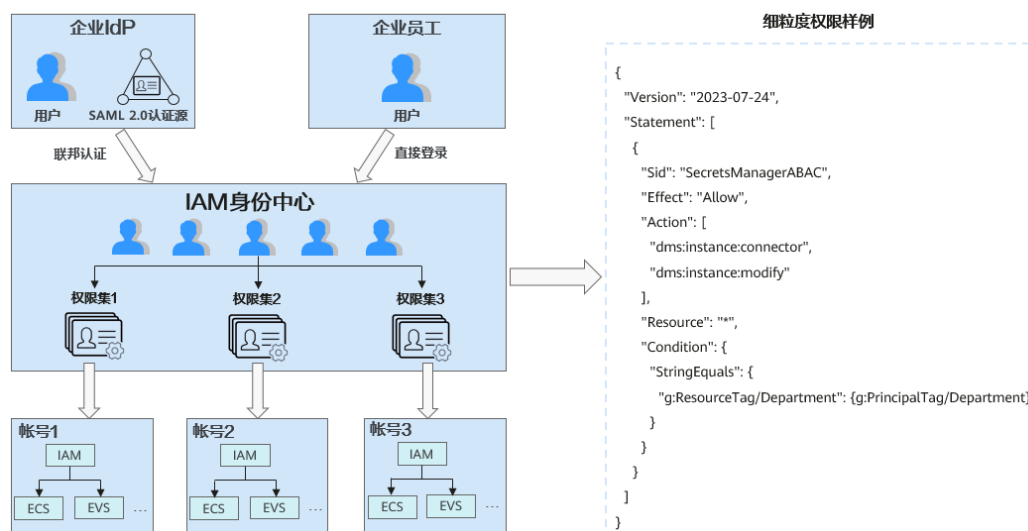 企业IdP
用户
SAML 2.0认证源
企业员工
用户
联邦认证
直接登录
IAM身份中心
权限集1
权限集2
权限集3
帐号1
IAM
ECS
EVS
...
帐号2
IAM
ECS
EVS
...
帐号3
IAM
ECS
EVS
...
细粒度权限样例
{
"Version": "2023-07-24",
"Statement": [
{
"Sid": "SecretsManagerABAC",
"Effect": "Allow",
"Action": [
"dms:instance:connector",
"dms:instance:modify"
],
"Resource": "*",
"Condition": {
"StringEquals": {
"g:ResourceTag/Department": {g:PrincipalTag/Department}
}
}
}
]
}